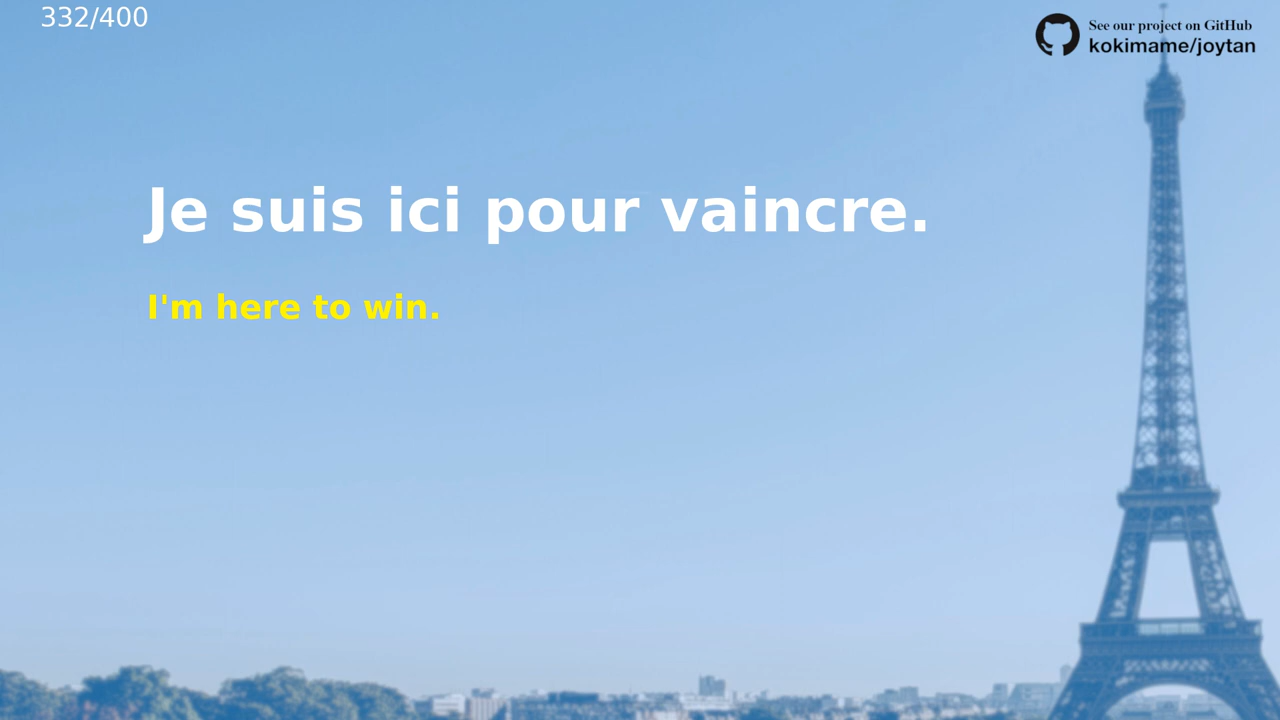 332/400
See our project on GitHub
kokimame/joytan
Je suis ici pour vaincre.
I'm here to win.